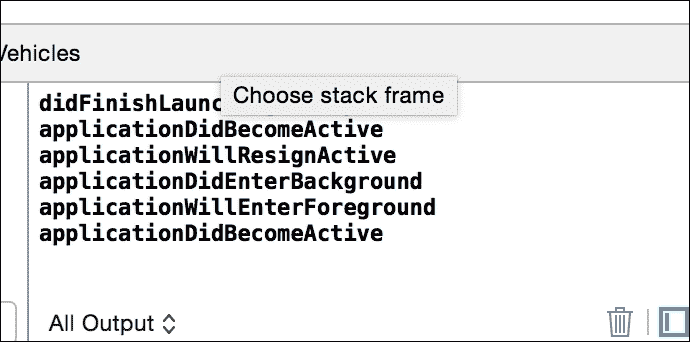 Vehicles
Choose stack frame
didFinishLaunc
applicationDidBecomeActive
applicationWillResignActive
applicationDidEnterBackground
applicationWillEnterForeground
applicationDidBecomeActive
All Output